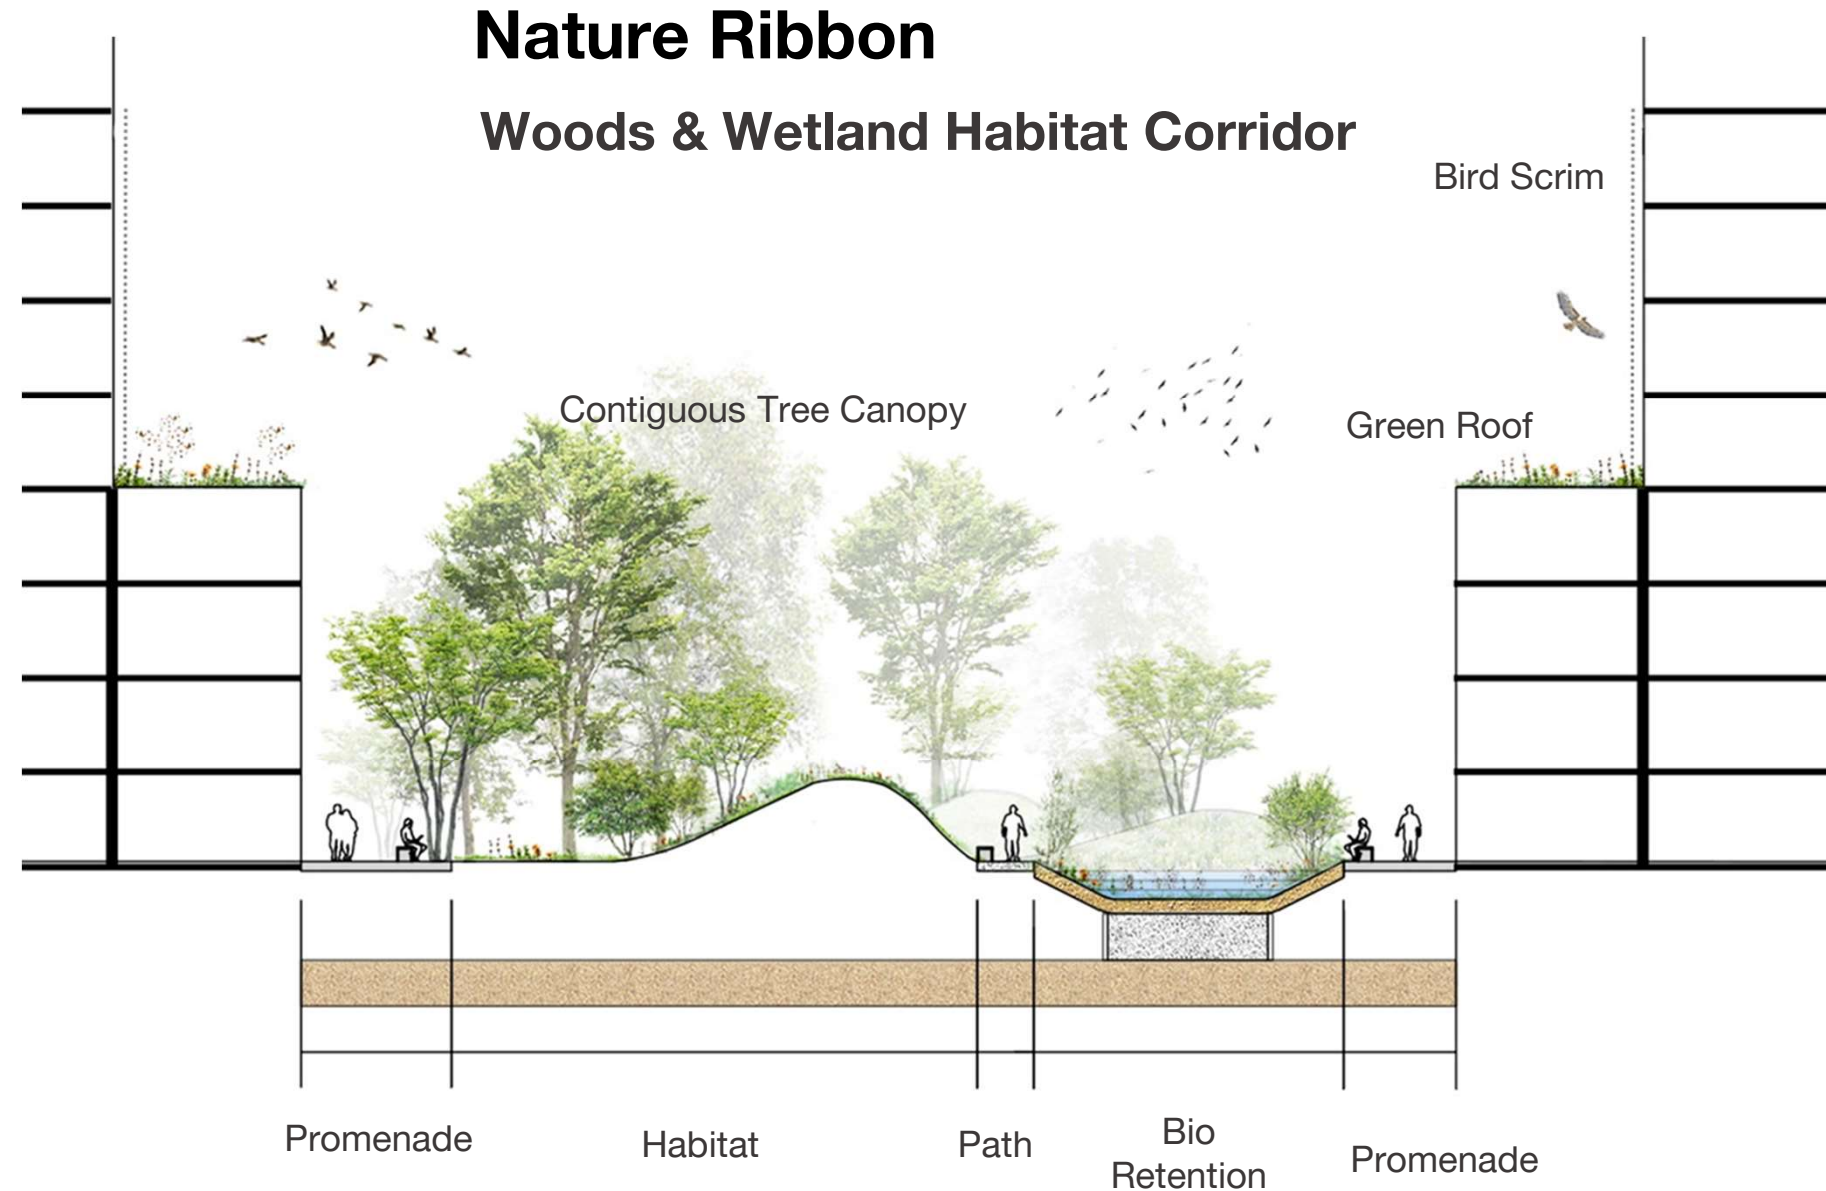 Nature Ribbon
Woods & Wetland Habitat Corridor
Bird Scrim
Contiguous Tree Canopy
Green Roof
Promenade
Habitat
Path
Bio
Retention
Promenade